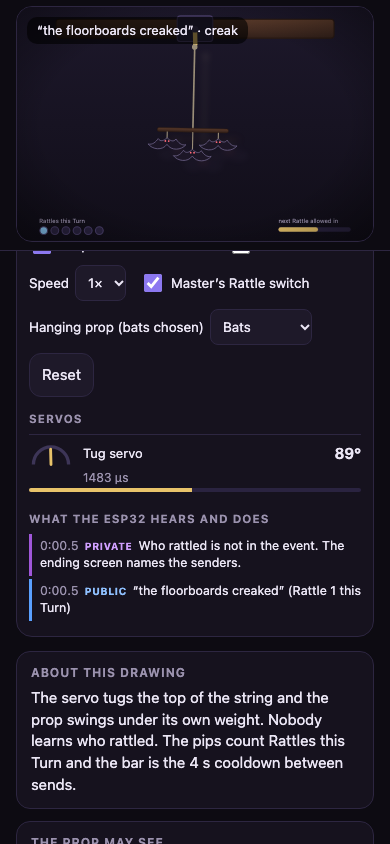 “the floorboards creaked” · creak
Rattles this Turn
next Rattle allowed in
Speed
1×
Master’s Rattle switch
Hanging prop (bats chosen)
Bats
Reset
SERVOS
Tug servo
89°
1483 µs
WHAT THE ESP32 HEARS AND DOES
0:00.5 PRIVATE Who rattled is not in the event. The
ending screen names the senders.
0:00.5 PUBLIC “the floorboards creaked” (Rattle 1 this
Turn)
ABOUT THIS DRAWING
The servo tugs the top of the string and the
prop swings under its own weight. Nobody
learns who rattled. The pips count Rattles this
Turn and the bar is the 4 s cooldown between
sends.
THE PROP MAY SEE